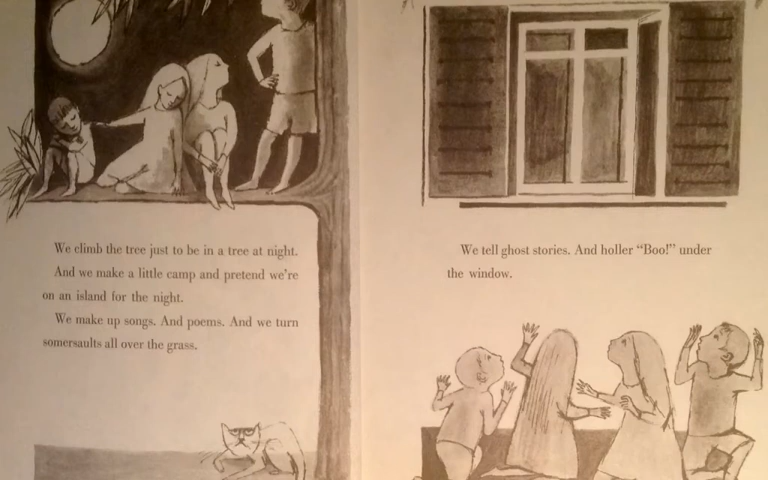 We climb the tree just to be in a tree at night.
And we make a little camp and pretend we're
on an island for the night.
We make up songs. And poems. And we turn
somersaults all over the grass.
We tell ghost stories. And holler “Boo!” under
the window.